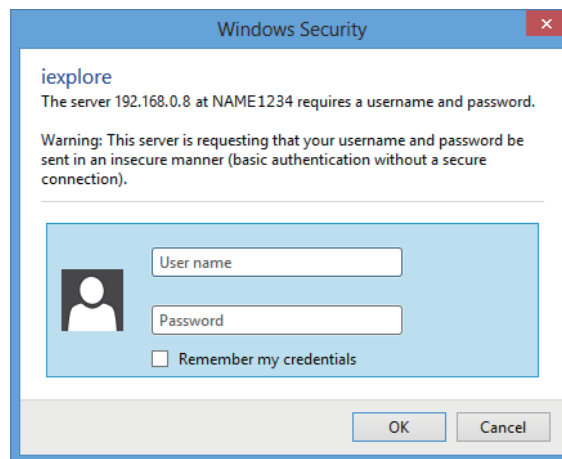 Windows Security
iexplore
The server 192.168.0.8 at NAME1234 requires a username and password.
Warning: This server is requesting that your username and password be
sent in an insecure manner (basic authentication without a secure
connection).
User name
Password
Remember my credentials
OK Cancel